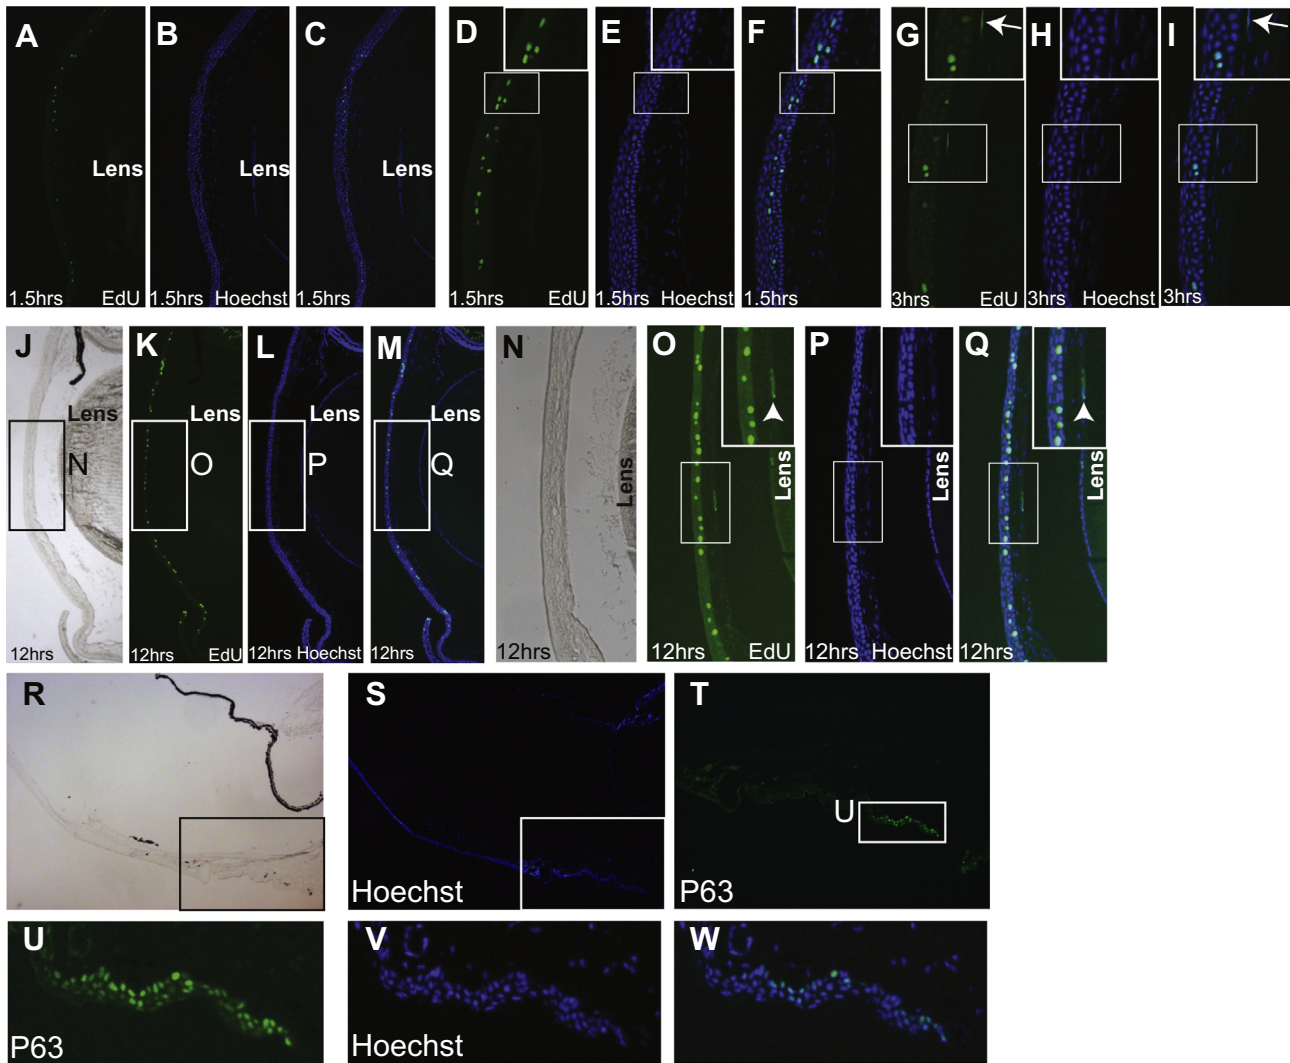 A B C D E F G H I
Lens Lens Lens
1.5hrs EdU 1.5hrs Hoechst 1.5hrs 1.5hrs EdU 1.5hrs Hoechst 1.5hrs 3hrs EdU 3hrs Hoechst 3hrs
J K L M N O P Q
Lens Lens Lens Lens
N O P Q
Lens Lens Lens Lens
12hrs 12hrs EdU 12hrs Hoechst 12hrs 12hrs 12hrs EdU 12hrs Hoechst 12hrs
R S T
U
Hoechst P63
U V W
P63 Hoechst